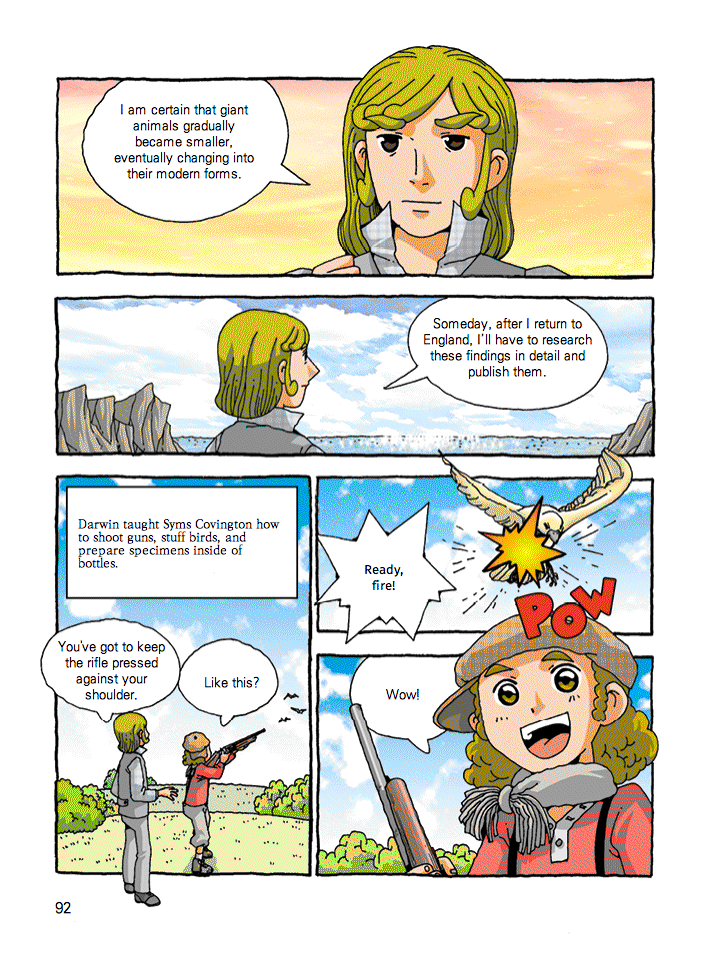 I am certain that giant
animals gradually
became smaller,
eventually changing into
their modern forms.
Someday, after I return to
England, I'll have to research
these findings in detail and
publish them.
Darwin taught Syms Covington how
to shoot guns, stuff birds, and
prepare specimens inside of
bottles.
You've got to keep
the rifle pressed
against your
shoulder.
Like this?
Ready,
fire!
POW
Wow!
92